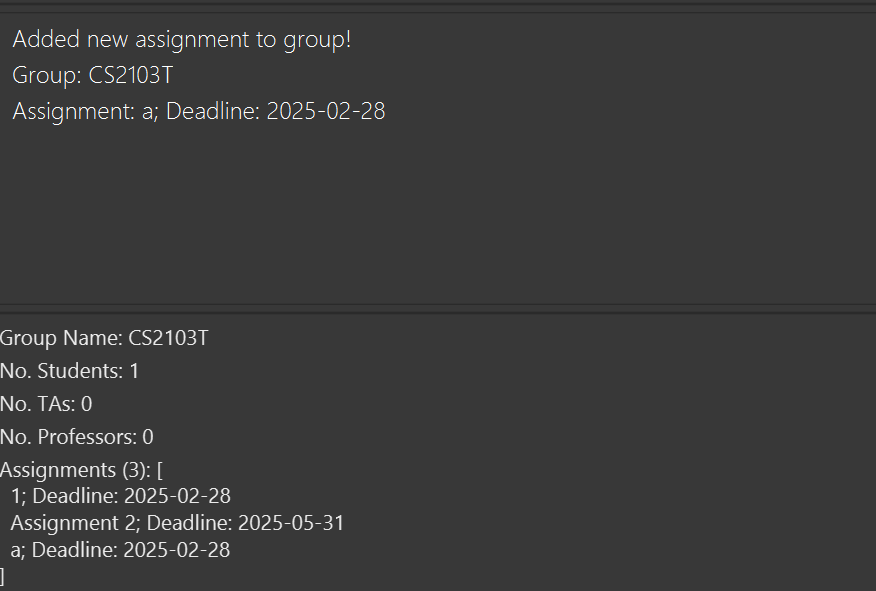 Added new assignment to group!
Group: CS2103T
Assignment: a; Deadline: 2025-02-28
Group Name: CS2103T
No. Students: 1
No. TAs: 0
No. Professors: 0
Assignments (3): [
1; Deadline: 2025-02-28
Assignment 2; Deadline: 2025-05-31
a; Deadline: 2025-02-28
]